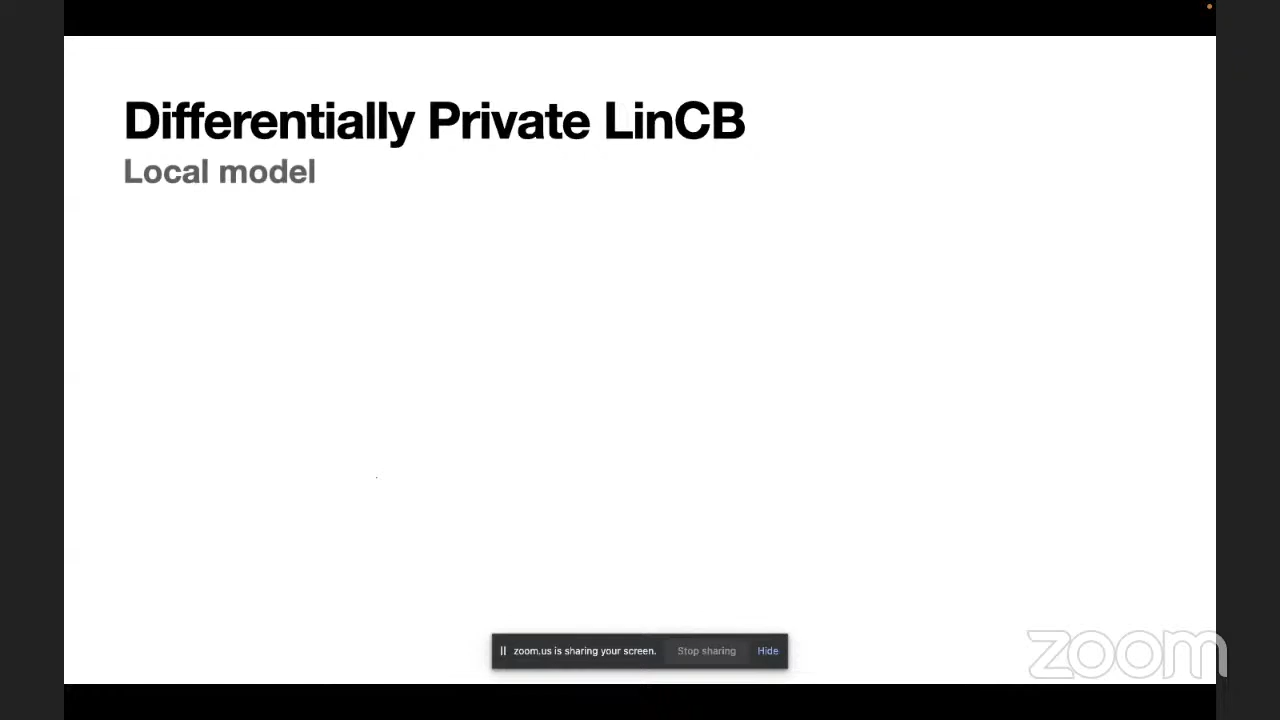 Differentially Private LinCB
Local model
zoom.us is sharing your screen. Stop sharing Hide
zoom